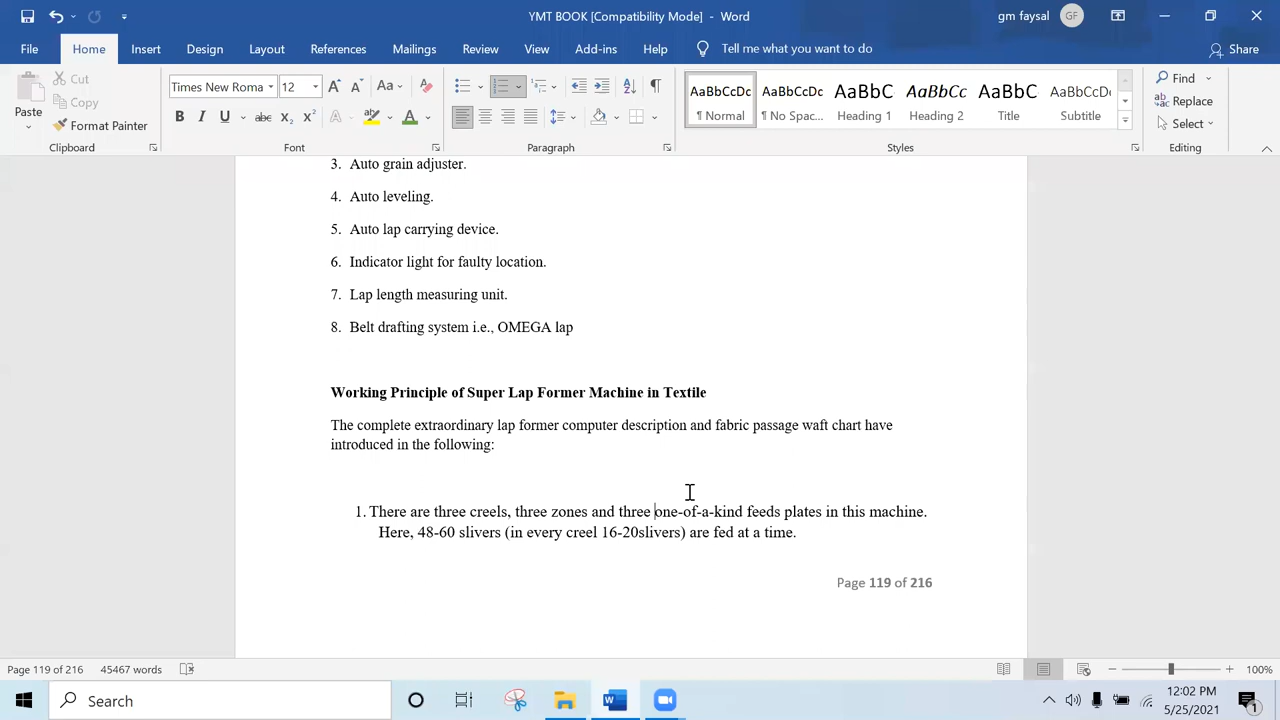 YMT BOOK [Compatibility Mode] - Word
gm faysal
GF
File
Home
Insert
Design
Layout
References
Mailings
Review
View
Add-ins
Help
Tell me what you want to do
Share
Paste
Cut
Copy
Format Painter
Clipboard
Times New Roma
12
Font
Paragraph
AaBbCcDc
¶ Normal
AaBbCcDc
¶ No Spac...
AaBbC
Heading 1
AaBbCc
Heading 2
AaBbC
Title
AaBbCcD
Subtitle
Styles
Find
Replace
Select
Editing
3. Auto grain adjuster.
4. Auto leveling.
5. Auto lap carrying device.
6. Indicator light for faulty location.
7. Lap length measuring unit.
8. Belt drafting system i.e., OMEGA lap
Working Principle of Super Lap Former Machine in Textile
The complete extraordinary lap former computer description and fabric passage waft chart have
introduced in the following:
1. There are three creels, three zones and three one-of-a-kind feeds plates in this machine.
Here, 48-60 slivers (in every creel 16-20slivers) are fed at a time.
Page 119 of 216
Page 119 of 216
45467 words
100%
Search
12:02 PM
5/25/2021
1